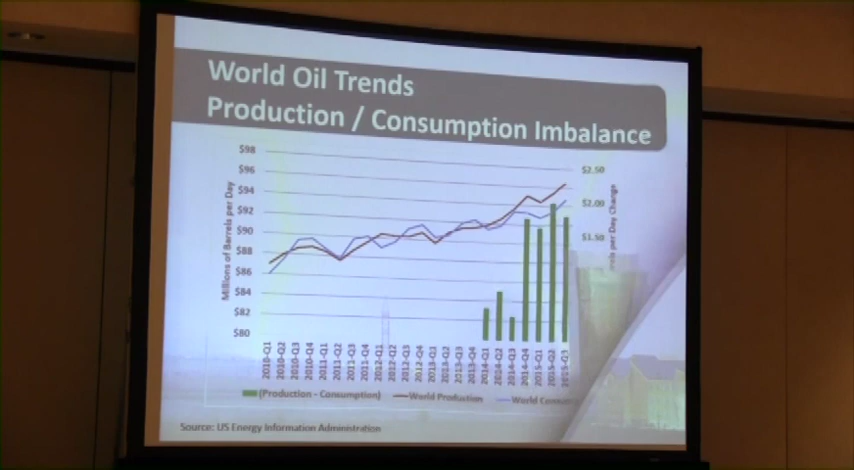 World Oil Trends
Production / Consumption Imbalance
$98
$96
$94
$92
$90
$88
$86
$84
$82
$80
Millions of Barrels per Day
$2.50
$2.00
$1.50
per Day Change
2010-Q1
2010-Q2
2010-Q3
2010-Q4
2011-Q1
2011-Q2
2011-Q3
2011-Q4
2012-Q1
2012-Q2
2012-Q3
2012-Q4
2013-Q1
2013-Q2
2013-Q3
2013-Q4
2014-Q1
2014-Q2
2014-Q3
2014-Q4
2015-Q1
2015-Q2
2015-Q3
(Production - Consumption) World Production World
Source: US Energy Information Administration